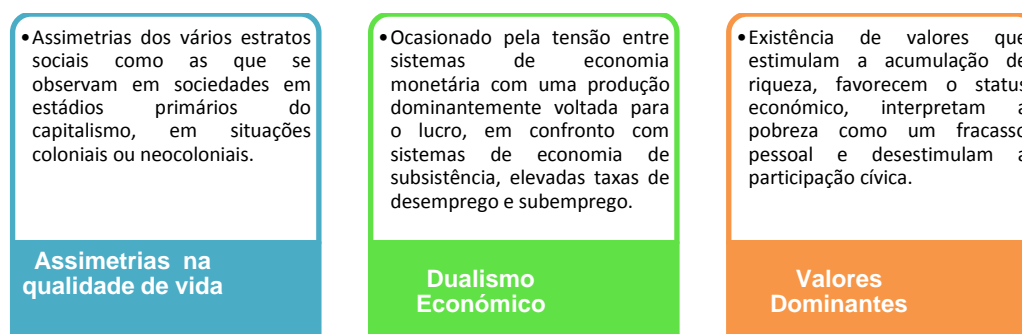 •Assimetrias dos vários estratos
sociais como as que se
observam em sociedades em
estádios primários do
capitalismo, em situações
coloniais ou neocoloniais.
Assimetrias na
qualidade de vida
•Ocasionado pela tensão entre
sistemas de economia
monetária com uma produção
dominantemente voltada para
o lucro, em confronto com
sistemas de economia de
subsistência, elevadas taxas de
desemprego e subemprego.
Dualismo
Económico
•Existência de valores que
estimulam a acumulação de
riqueza, favorecem o status
económico, interpretam a
pobreza como um fracasso
pessoal e desestimulam a
participação cívica.
Valores
Dominantes